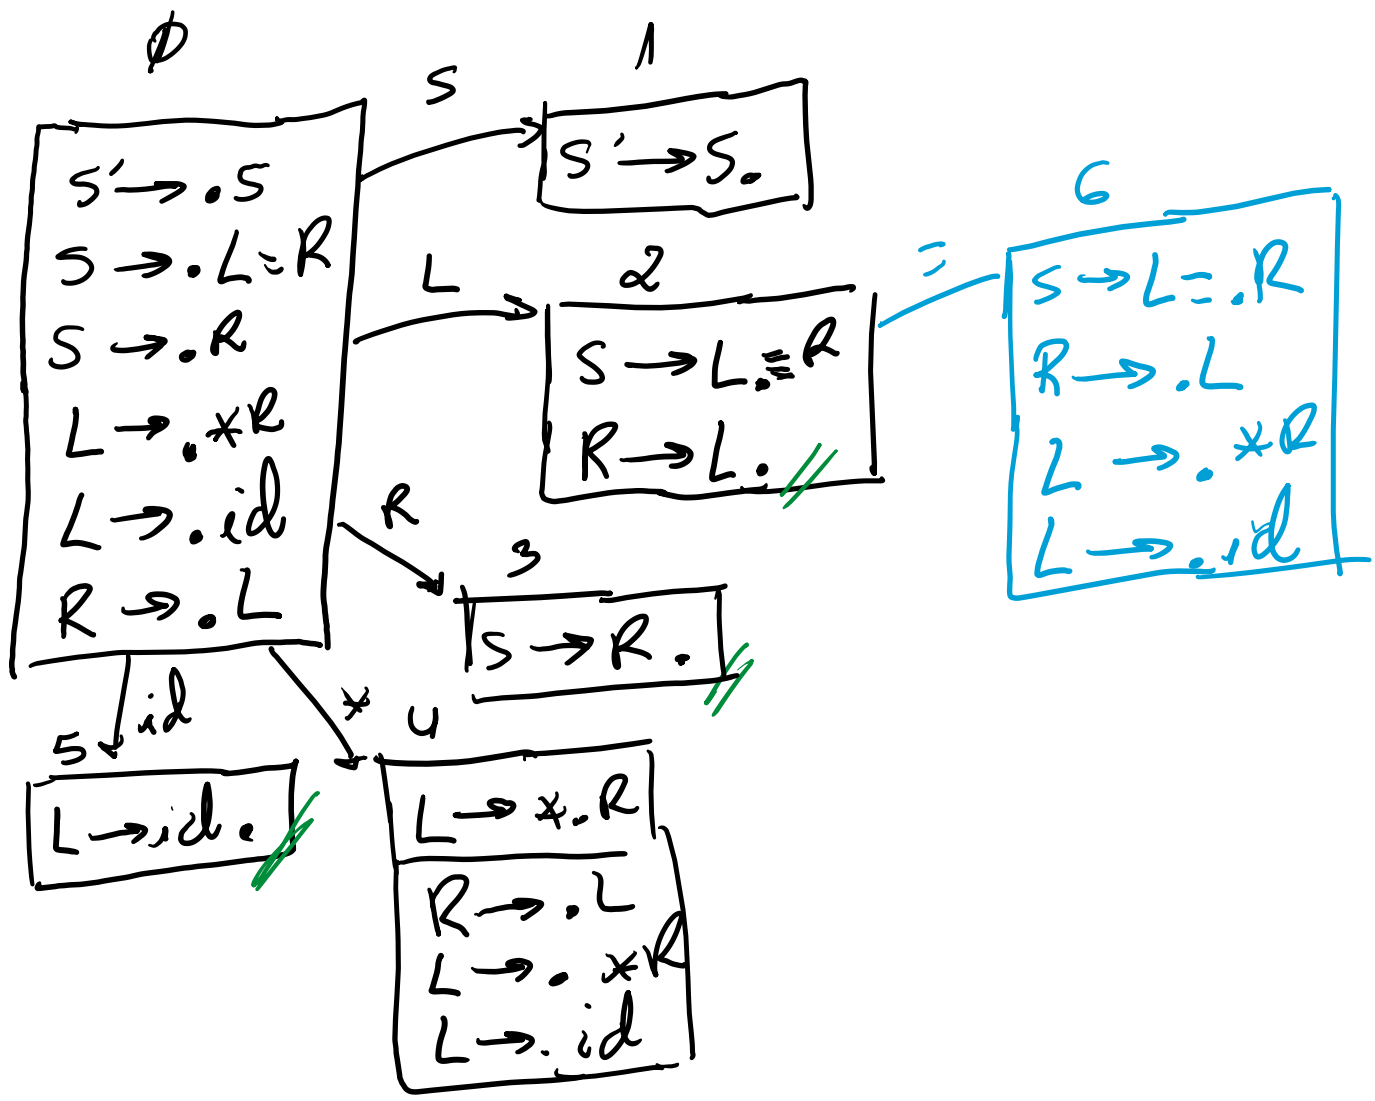 0
S
1
S' → .S
S → .L=R
S → .R
L → .*R
L → .id
R → .L
S' → S.
L
2
S → L.=R
R → L.
=
6
S → L=.R
R → .L
L → .*R
L → .id
R
3
S → R.
id
5
L → id.
*
4
L → *.R
R → .L
L → .*R
L → .id